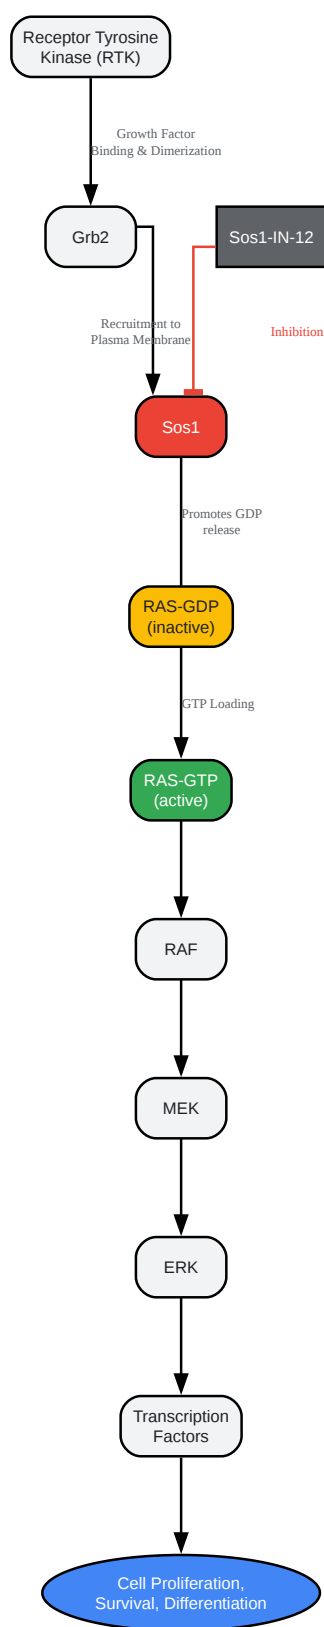 Receptor Tyrosine
Kinase (RTK)
Growth Factor
Binding & Dimerization
Grb2
Sos1-IN-12
Recruitment to
Plasma Membrane
Inhibition
Sos1
Promotes GDP
release
RAS-GDP
(inactive)
GTP Loading
RAS-GTP
(active)
RAF
MEK
ERK
Transcription
Factors
Cell Proliferation,
Survival, Differentiation